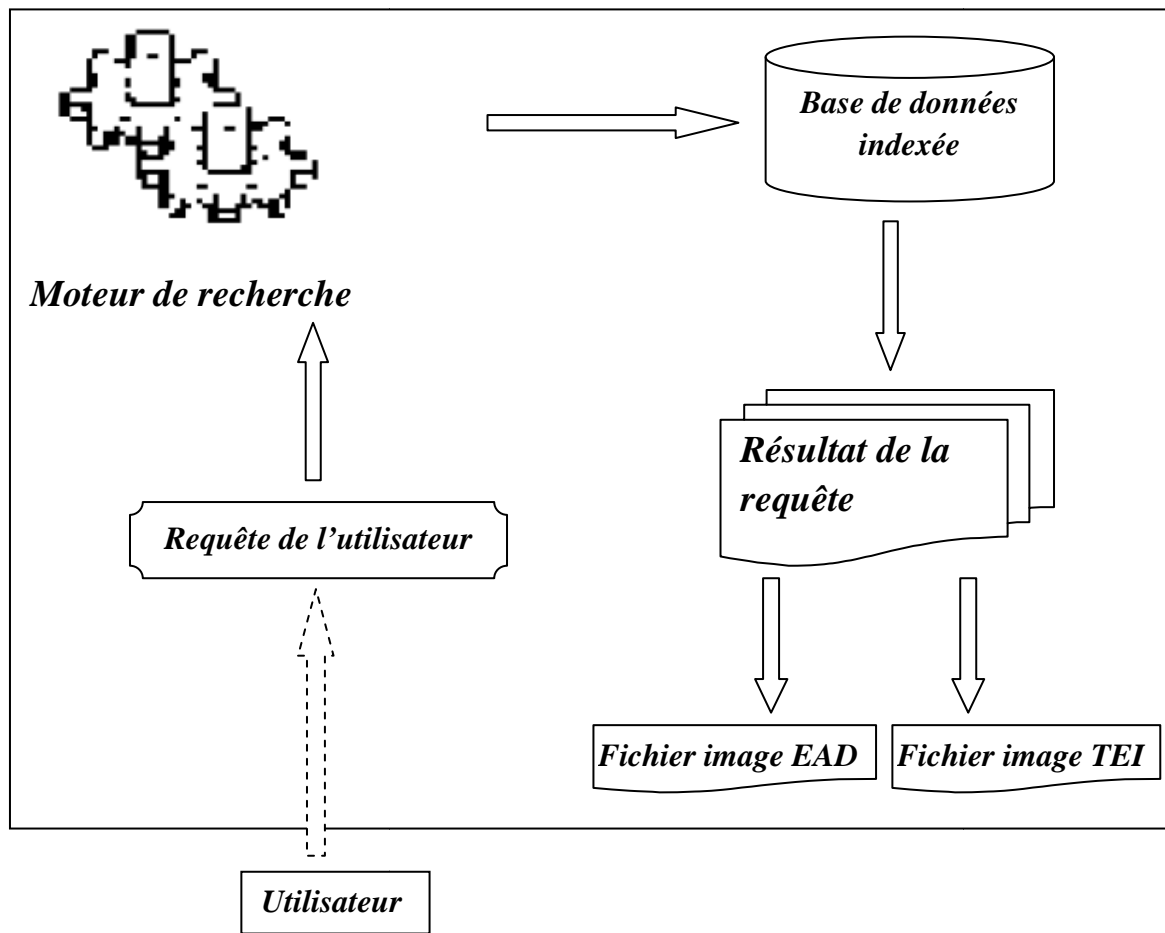 Base de données
indexée
Moteur de recherche
Résultat de la
requête
Requête de l’utilisateur
Fichier image EAD
Fichier image TEI
Utilisateur